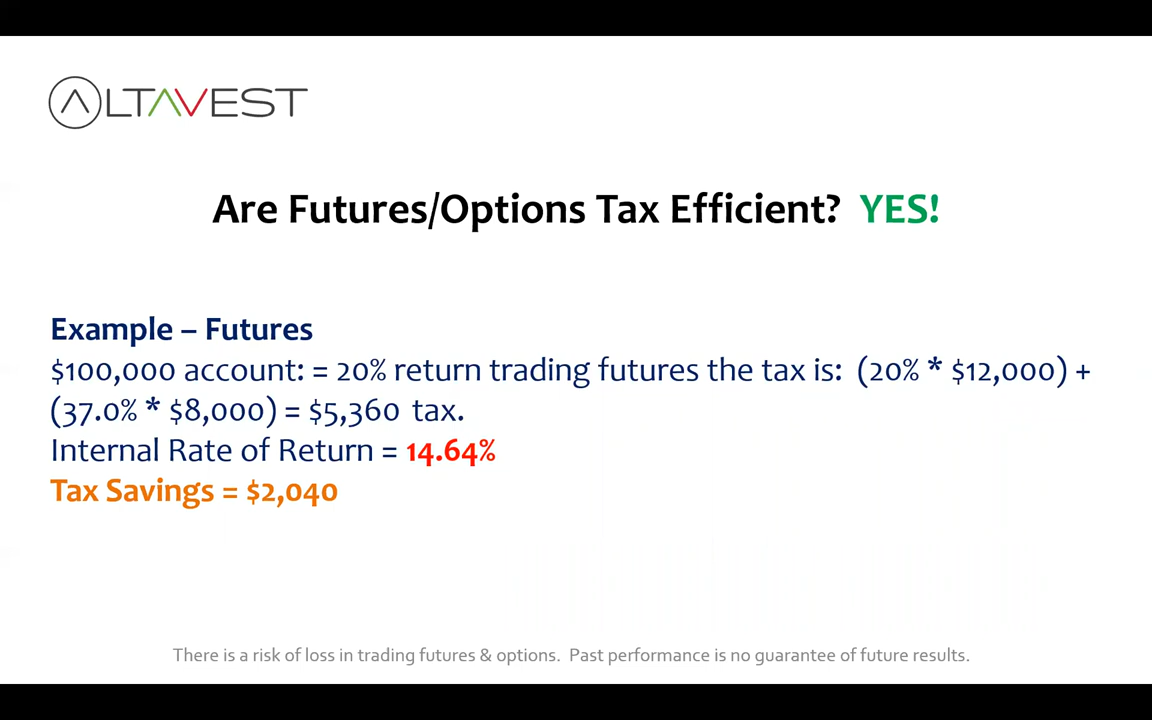 ALTAVEST
Are Futures/Options Tax Efficient? YES!
Example – Futures
$100,000 account: = 20% return trading futures the tax is: (20% * $12,000) +
(37.0% * $8,000) = $5,360 tax.
Internal Rate of Return = 14.64%
Tax Savings = $2,040
There is a risk of loss in trading futures & options. Past performance is no guarantee of future results.